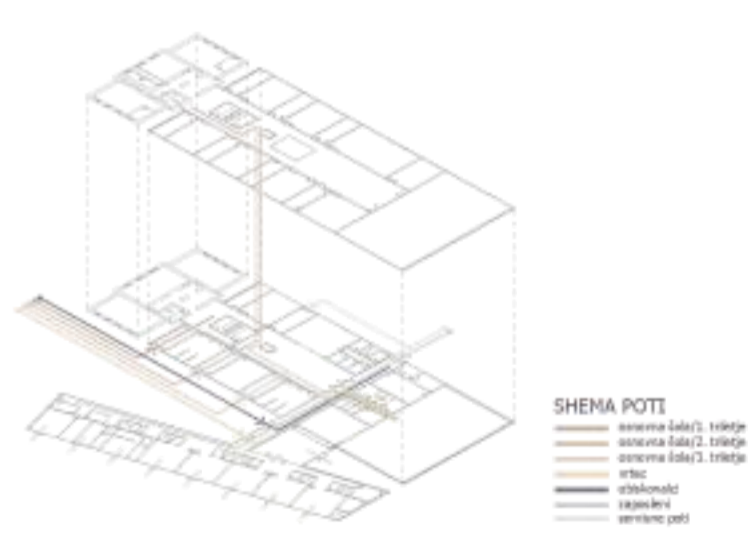 SHEMA POTI
osnovna šola/1. triletje
osnovna šola/2. triletje
osnovna šola/3. triletje
vrtec
obiskovalci
zaposleni
servisne poti